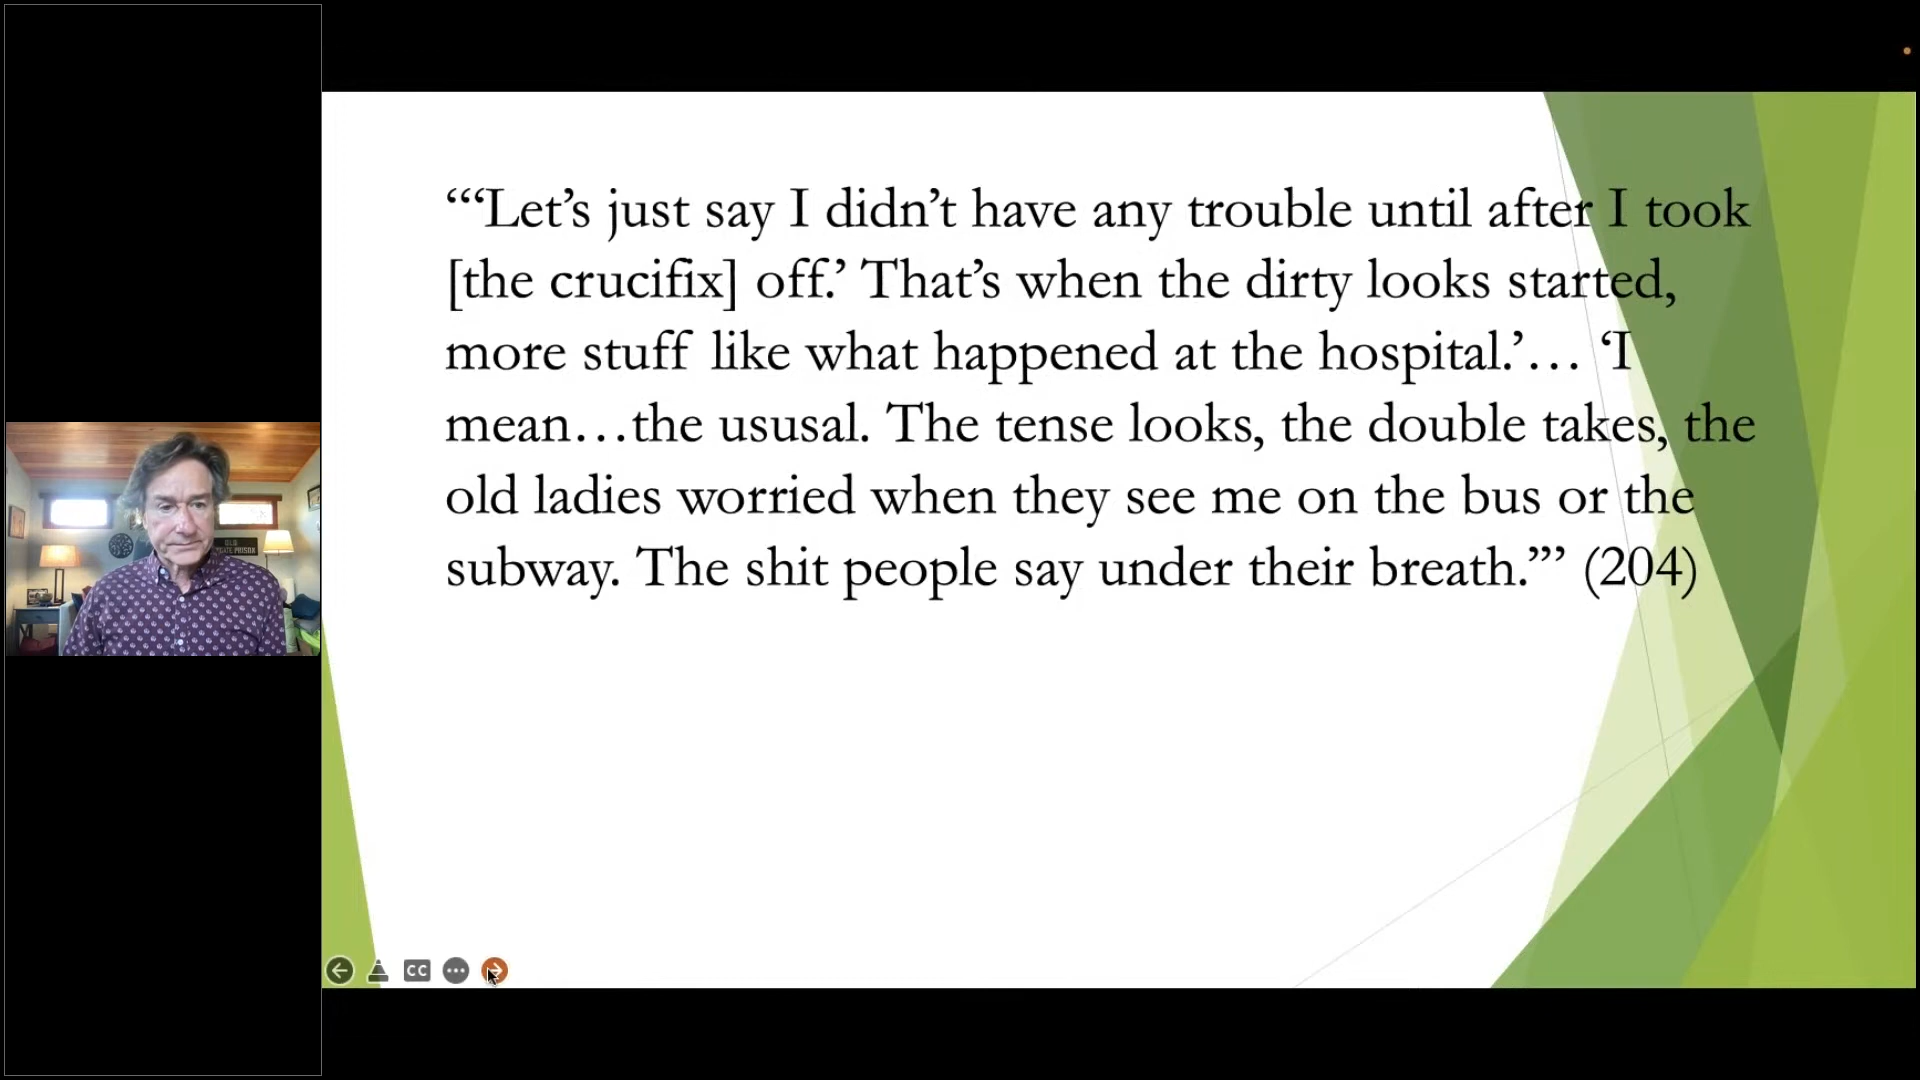 “‘Let’s just say I didn’t have any trouble until after I took
[the crucifix] off.’ That’s when the dirty looks started,
more stuff like what happened at the hospital.’… ‘I
mean…the ususal. The tense looks, the double takes, the
old ladies worried when they see me on the bus or the
subway. The shit people say under their breath.”’ (204)
OLD
PRISON
CC